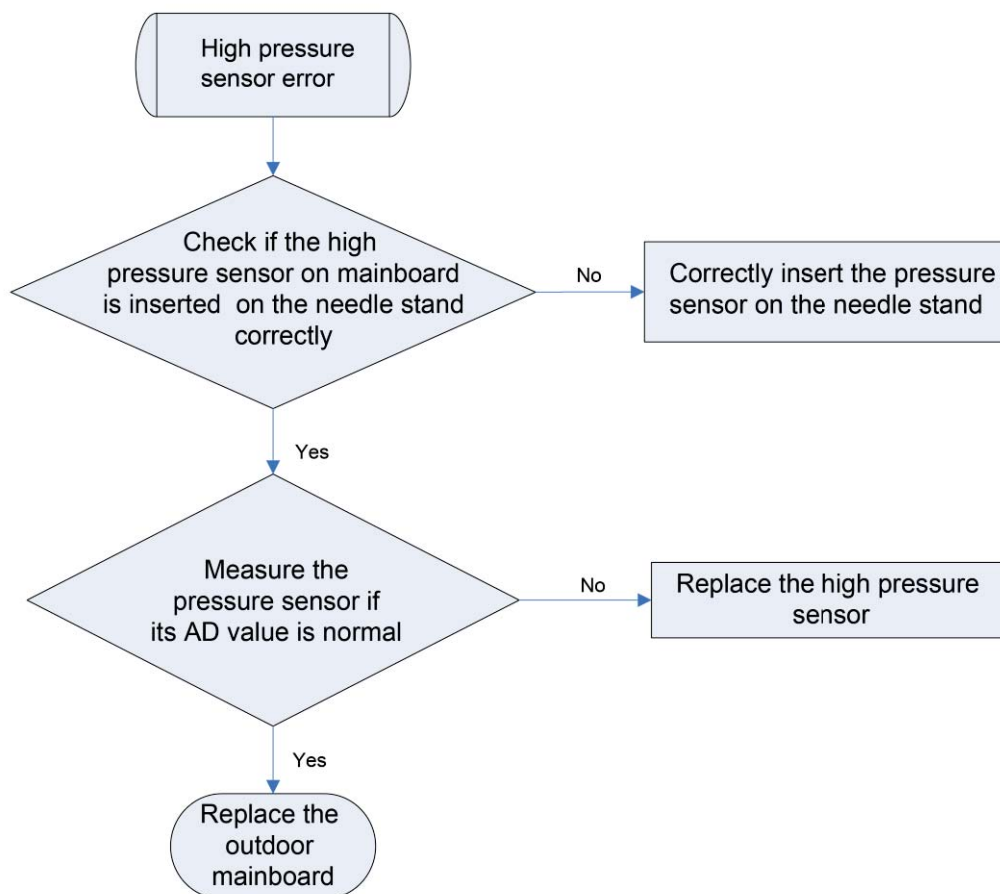 High pressure
sensor error
Check if the high
pressure sensor on mainboard
is inserted on the needle stand
correctly
No
Correctly insert the pressure
sensor on the needle stand
Yes
Measure the
pressure sensor if
its AD value is normal
No
Replace the high pressure
sensor
Yes
Replace the
outdoor
mainboard